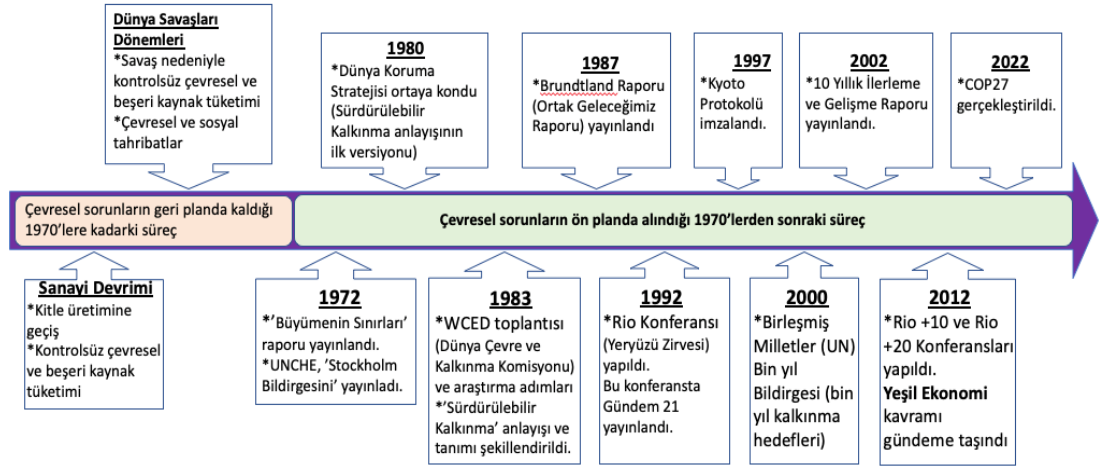 Dünya Savaşları
Dönemleri
*Savaş nedeniyle
kontrolsüz çevresel ve
beşeri kaynak tüketimi
*Çevresel ve sosyal
tahribatlar
1980
*Dünya Koruma
Stratejisi ortaya kondu
(Sürdürülebilir
Kalkınma anlayışının
ilk versiyonu)
1987
*Brundtland Raporu
(Ortak Geleceğimiz
Raporu) yayınlandı
1997
*Kyoto
Protokolü
imzalandı.
2002
*10 Yıllık İlerleme
ve Gelişme Raporu
yayınlandı.
2022
*COP27
gerçekleştirildi.
Çevresel sorunların geri planda kaldığı
1970’lere kadarki süreç
Çevresel sorunların ön planda alındığı 1970’lerden sonraki süreç
Sanayi Devrimi
*Kitle üretimine
geçiş
*Kontrolsüz çevresel
ve beşeri kaynak
tüketimi
1972
*’Büyümenin Sınırları’
raporu yayınlandı.
*UNCHE, ’Stockholm
Bildirgesini’ yayınladı.
1983
*WCED toplantısı
(Dünya Çevre ve
Kalkınma Komisyonu)
ve araştırma adımları
*’Sürdürülebilir
Kalkınma’ anlayışı ve
tanımı şekillendirildi.
1992
*Rio Konferansı
(Yeryüzü Zirvesi)
yapıldı.
Bu konferansta
Gündem 21
yayınlandı.
2000
*Birleşmiş
Milletler (UN)
Bin yıl
Bildirgesi (bin
yıl kalkınma
hedefleri)
2012
*Rio +10 ve Rio
+20 Konferansları
yapıldı.
Yeşil Ekonomi
kavramı
gündeme taşındı